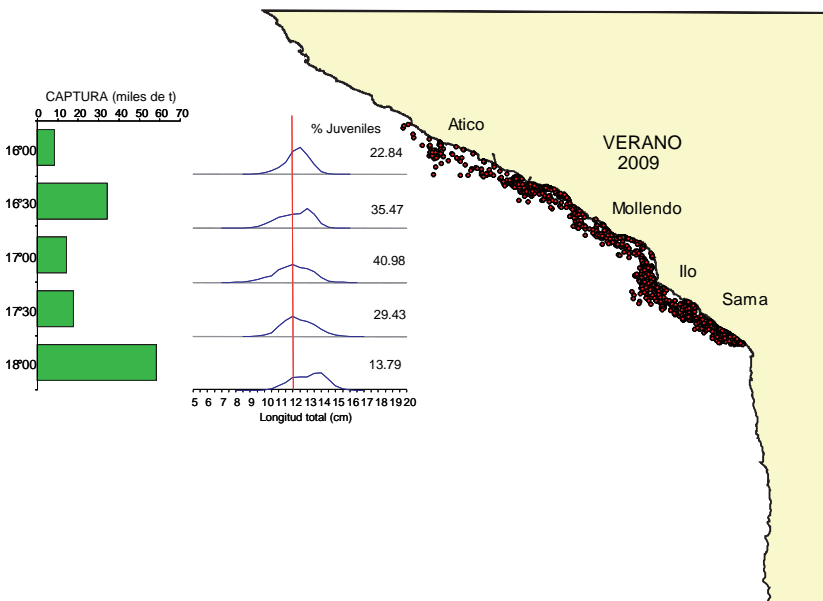 CAPTURA (miles de t)
0 10 20 30 40 50 60 70
16°00
16°30
17°00
17°30
18°00
% Juveniles
22.84
35.47
40.98
29.43
13.79
5 6 7 8 9 10 11 12 13 14 15 16 17 18 19 20
Longitud total (cm)
Atico
VERANO
2009
Mollendo
Ilo
Sama